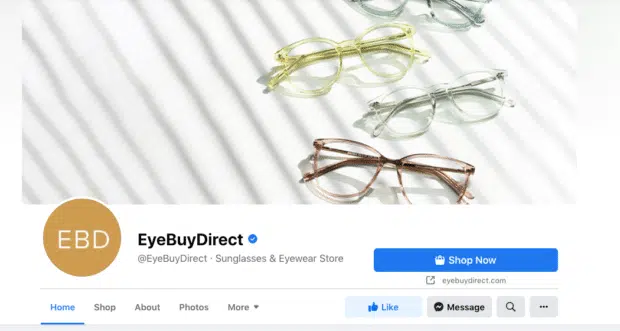 EBD
EyeBuyDirect
@EyeBuyDirect · Sunglasses & Eyewear Store
Shop Now
eyebuydirect.com
Home Shop About Photos More
Like Message